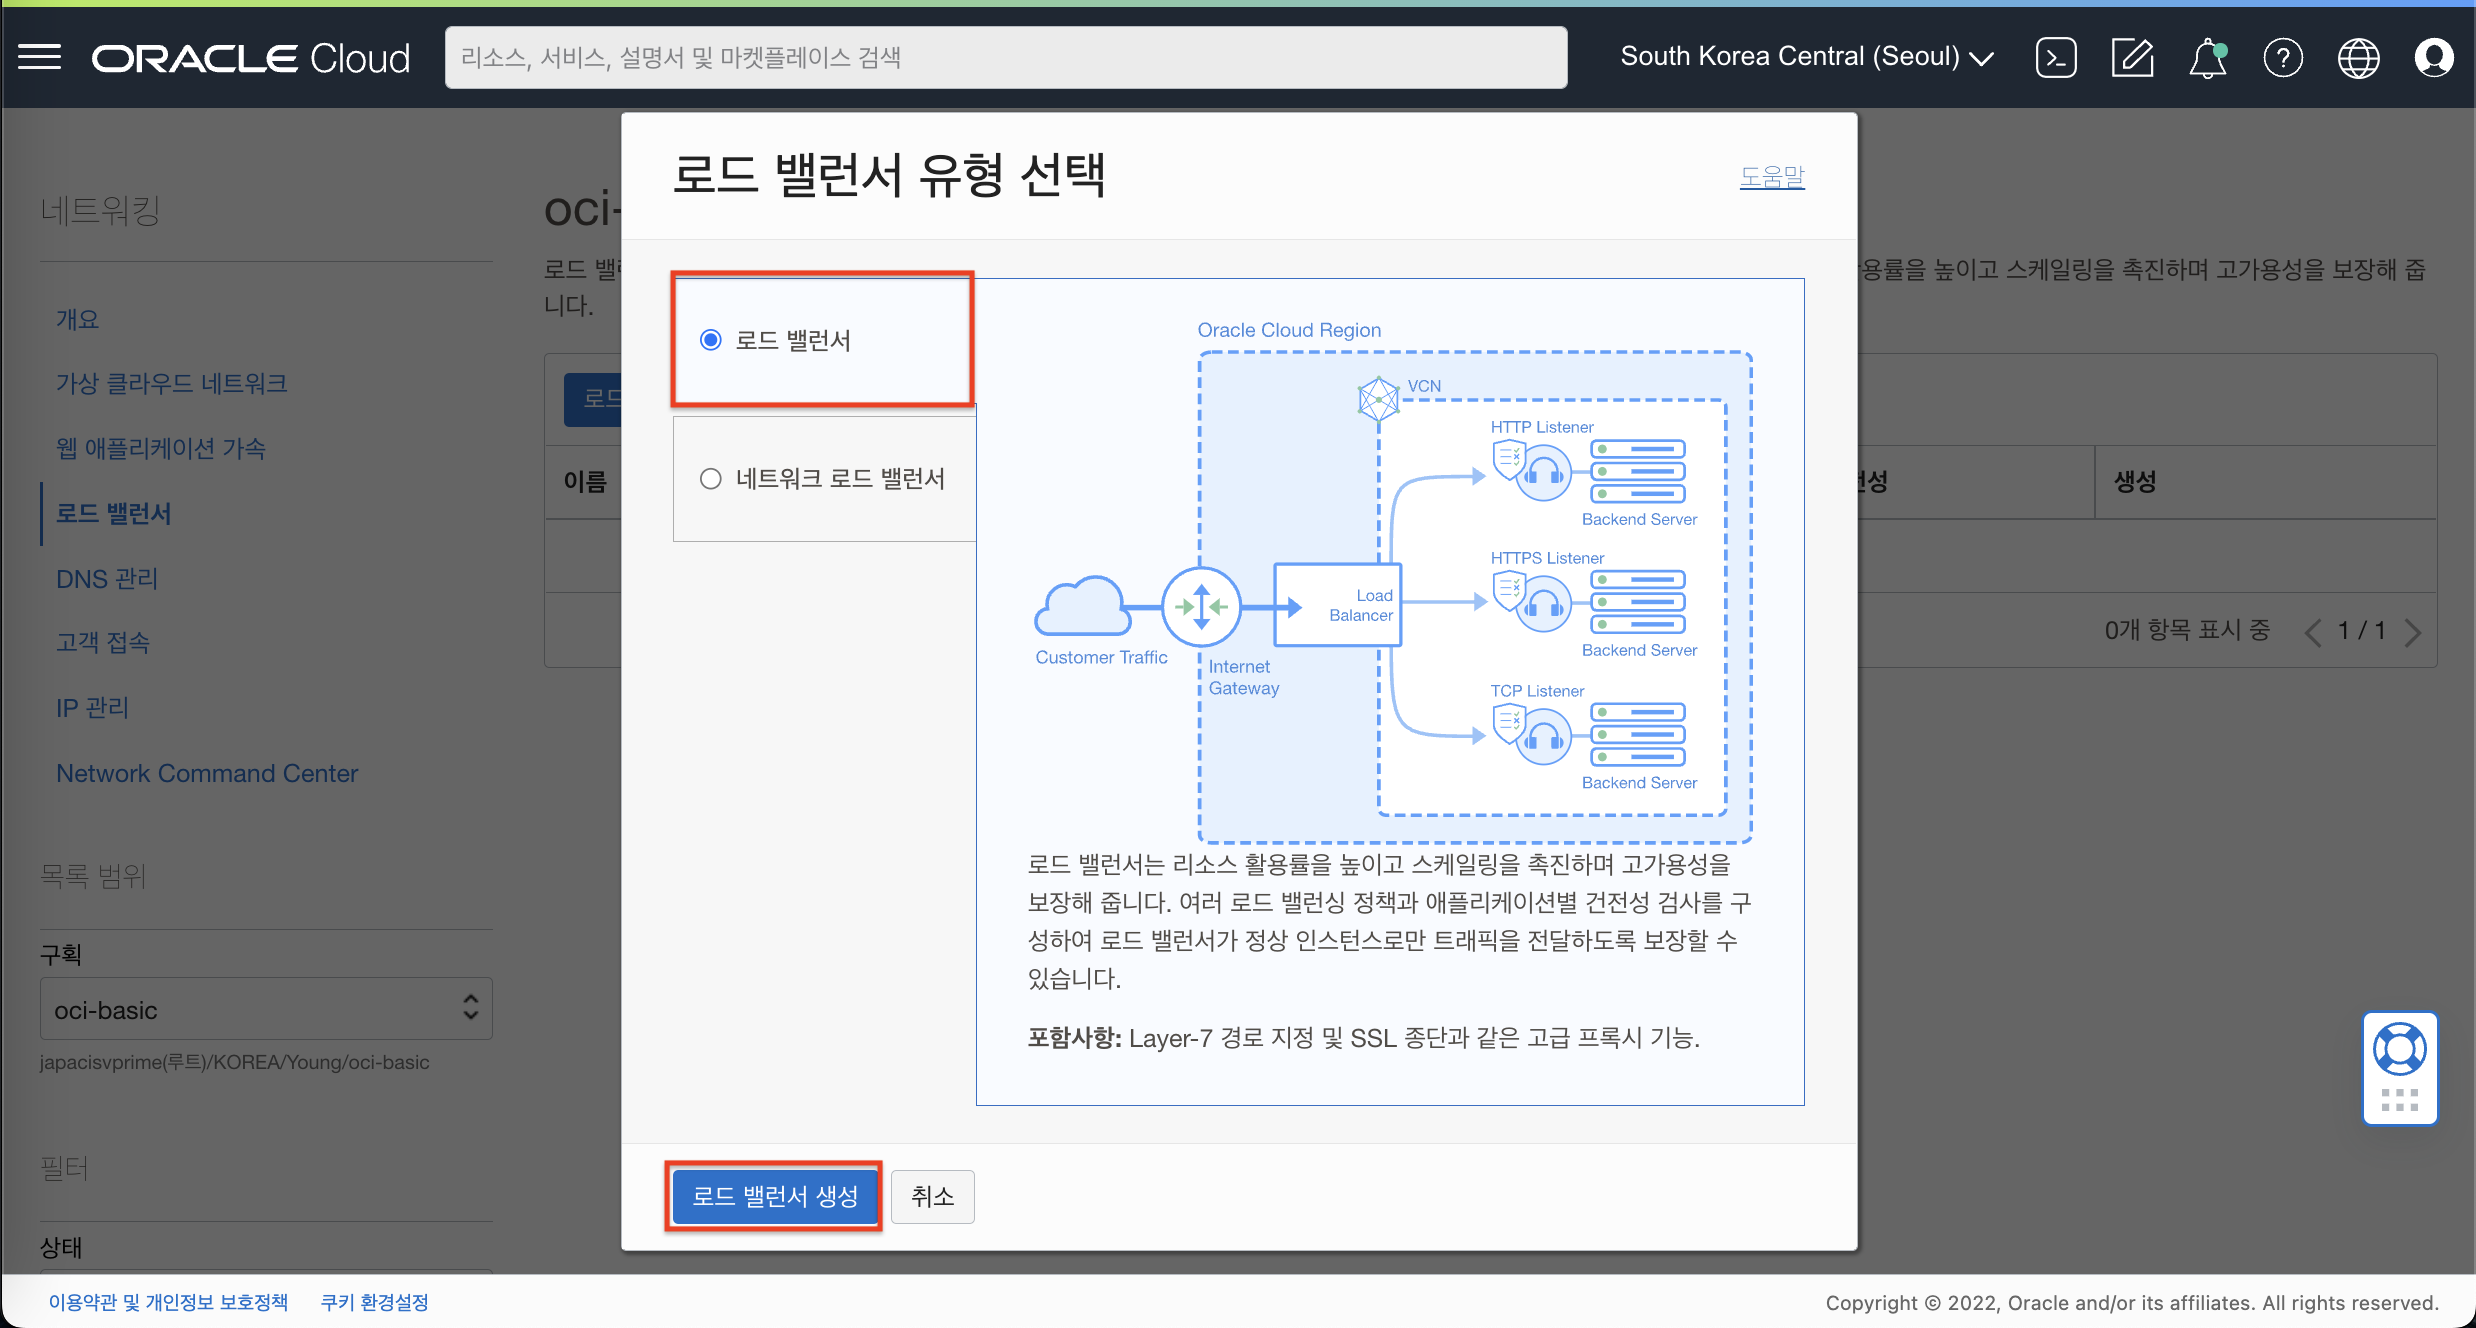 ORACLE Cloud
리소스, 서비스, 설명서 및 마켓플레이스 검색
South Korea Central (Seoul)
네트워킹
개요
가상 클라우드 네트워크
웹 애플리케이션 가속
로드 밸런서
DNS 관리
고객 접속
IP 관리
Network Command Center
목록 범위
구획
oci-basic
japacisvprime(루트)/KOREA/Young/oci-basic
필터
상태
oci-
로드 밸
활용률을 높이고 스케일링을 촉진하며 고가용성을 보장해 줍
니다.
로드
이름
생성
0개 항목 표시 중
1 / 1
로드 밸런서 유형 선택
도움말
로드 밸런서
네트워크 로드 밸런서
Oracle Cloud Region
VCN
HTTP Listener
Backend Server
HTTPS Listener
Backend Server
TCP Listener
Backend Server
Load
Balancer
Customer Traffic
Internet
Gateway
로드 밸런서는 리소스 활용률을 높이고 스케일링을 촉진하며 고가용성을
보장해 줍니다. 여러 로드 밸런싱 정책과 애플리케이션별 건전성 검사를 구
성하여 로드 밸런서가 정상 인스턴스로만 트래픽을 전달하도록 보장할 수
있습니다.
포함사항: Layer-7 경로 지정 및 SSL 종단과 같은 고급 프록시 기능.
로드 밸런서 생성
취소
이용약관 및 개인정보 보호정책
쿠키 환경설정
Copyright © 2022, Oracle and/or its affiliates. All rights reserved.